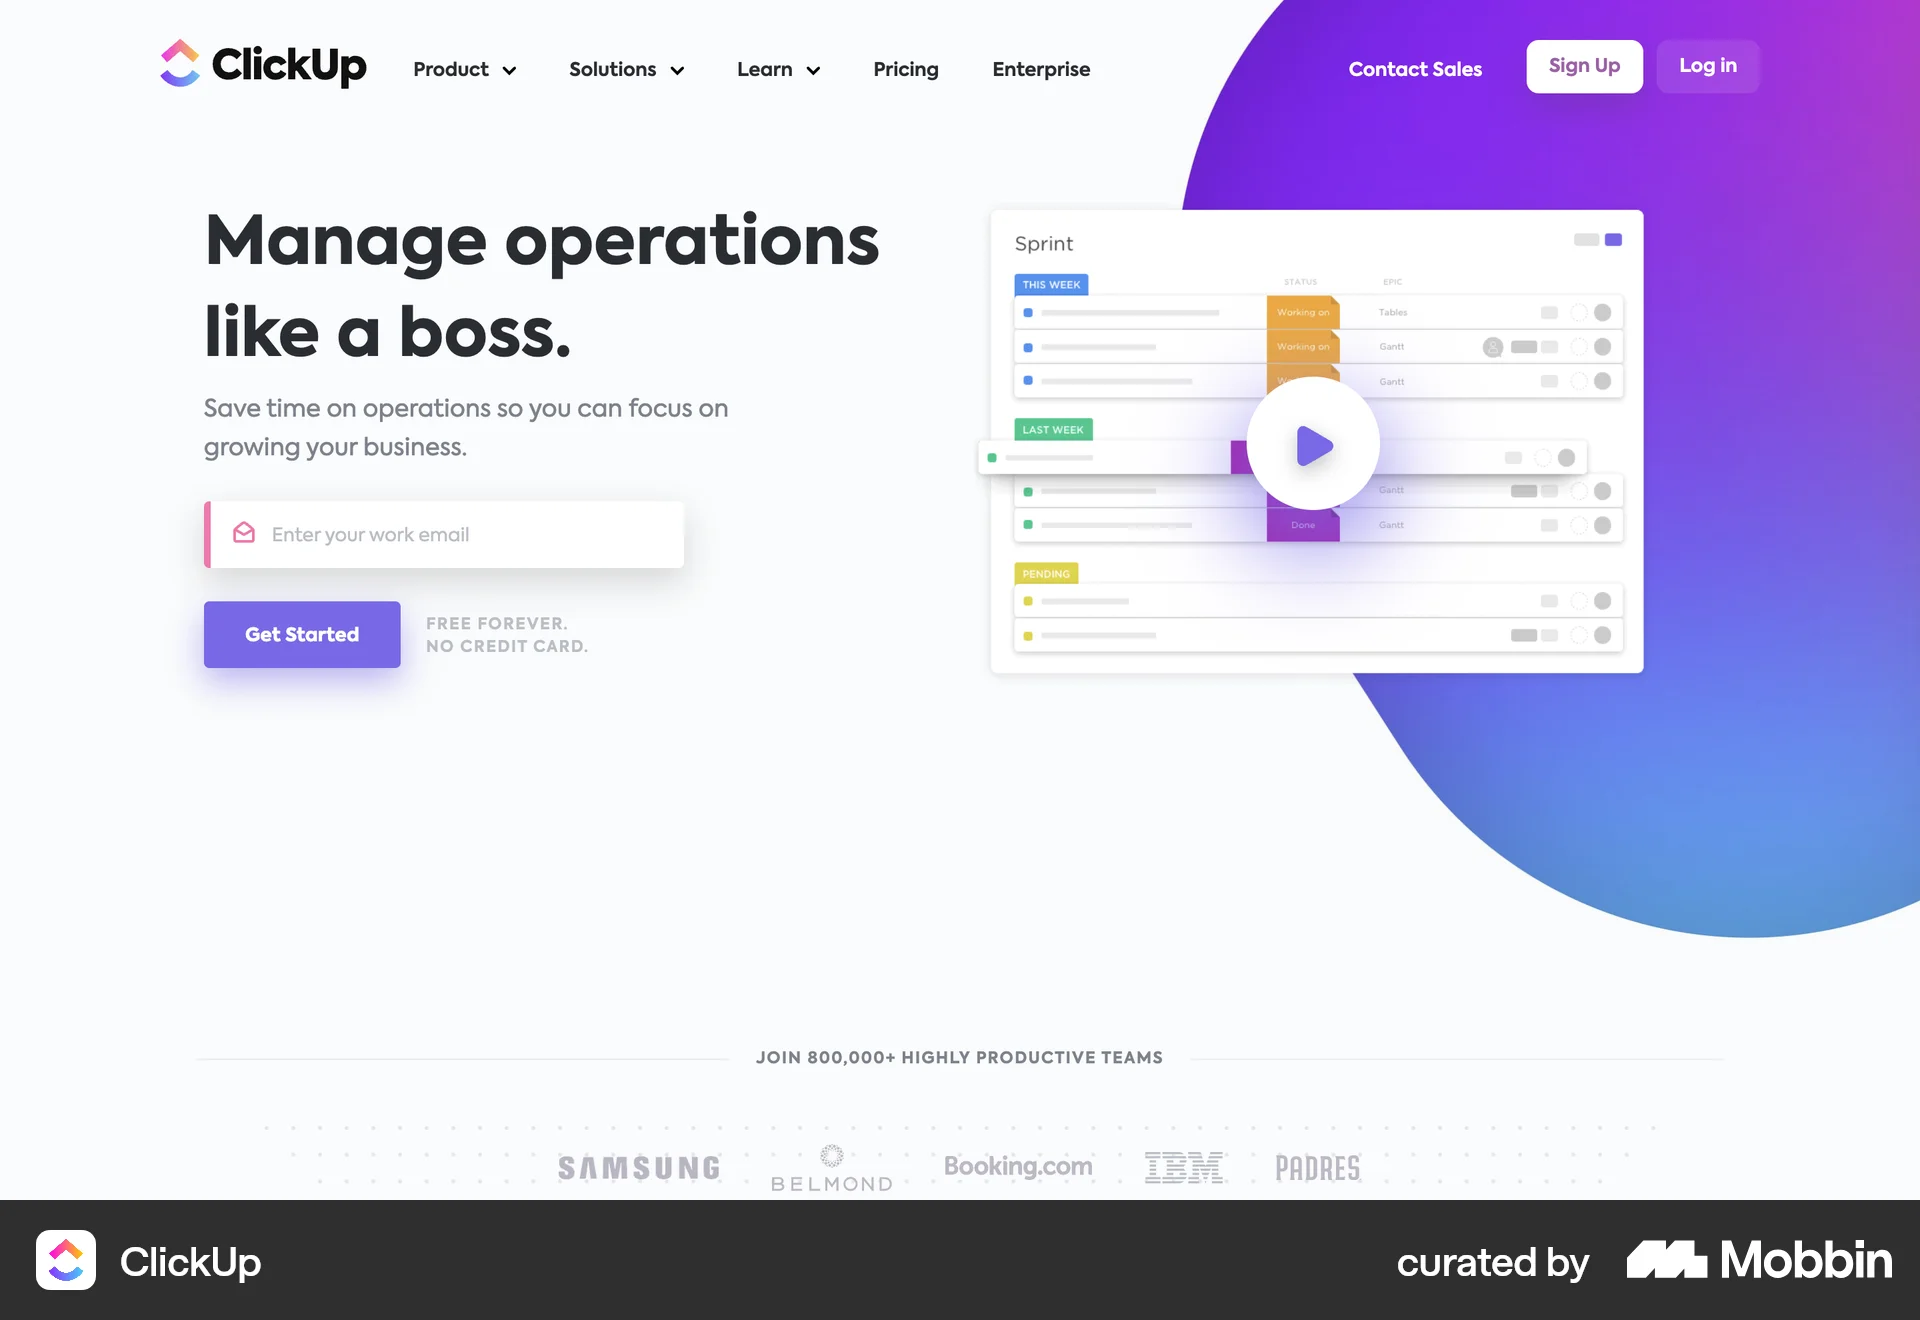 ClickUp
Product
Solutions
Learn
Pricing
Enterprise
Contact Sales
Sign Up
Log in
Manage operations
like a boss.
Save time on operations so you can focus on
growing your business.
Enter your work email
Get Started
FREE FOREVER.
NO CREDIT CARD.
Sprint
THIS WEEK
STATUS
EPIC
Working on
Tables
Working on
Gantt
Gantt
LAST WEEK
Gantt
Done
Gantt
PENDING
JOIN 800,000+ HIGHLY PRODUCTIVE TEAMS
SAMSUNG
BELMOND
Booking.com
IBM
PADRES
ClickUp
curated by
Mobbin